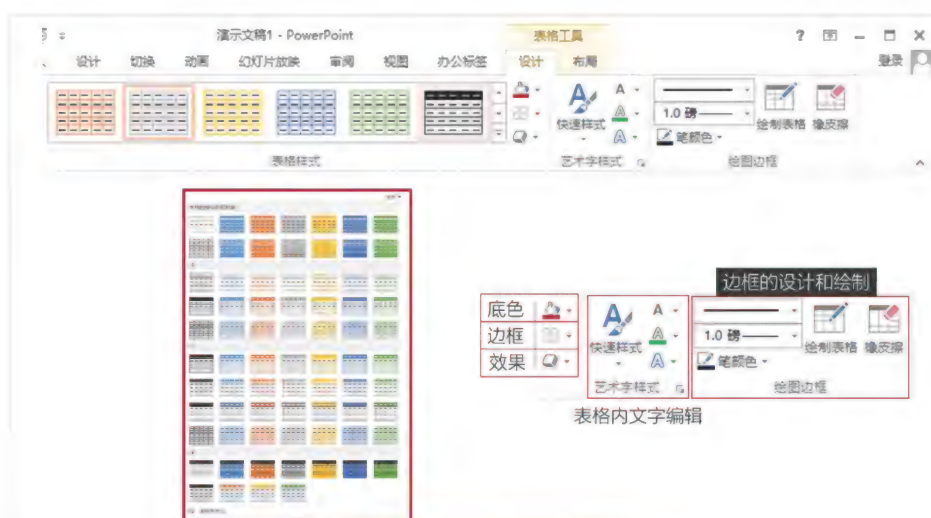 演示文稿1 - PowerPoint
表格工具
?
设计 切换 动画 幻灯片放映 审阅 视图 办公标签 设计 布局 登录
A
快速样式
A
A
1.0 磅
笔颜色
绘制表格 橡皮擦
表格样式 艺术字样式 绘图边框
边框的设计和绘制
底色
边框
效果
A
快速样式
A
A
艺术字样式
1.0 磅
笔颜色
绘制表格 橡皮擦
绘图边框
表格内文字编辑